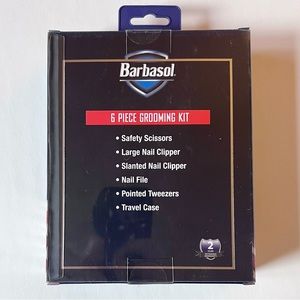 Barbasol
6 PIECE GROOMING KIT
• Safety Scissors
• Large Nail Clipper
• Slanted Nail Clipper
• Nail File
• Pointed Tweezers
• Travel Case
2